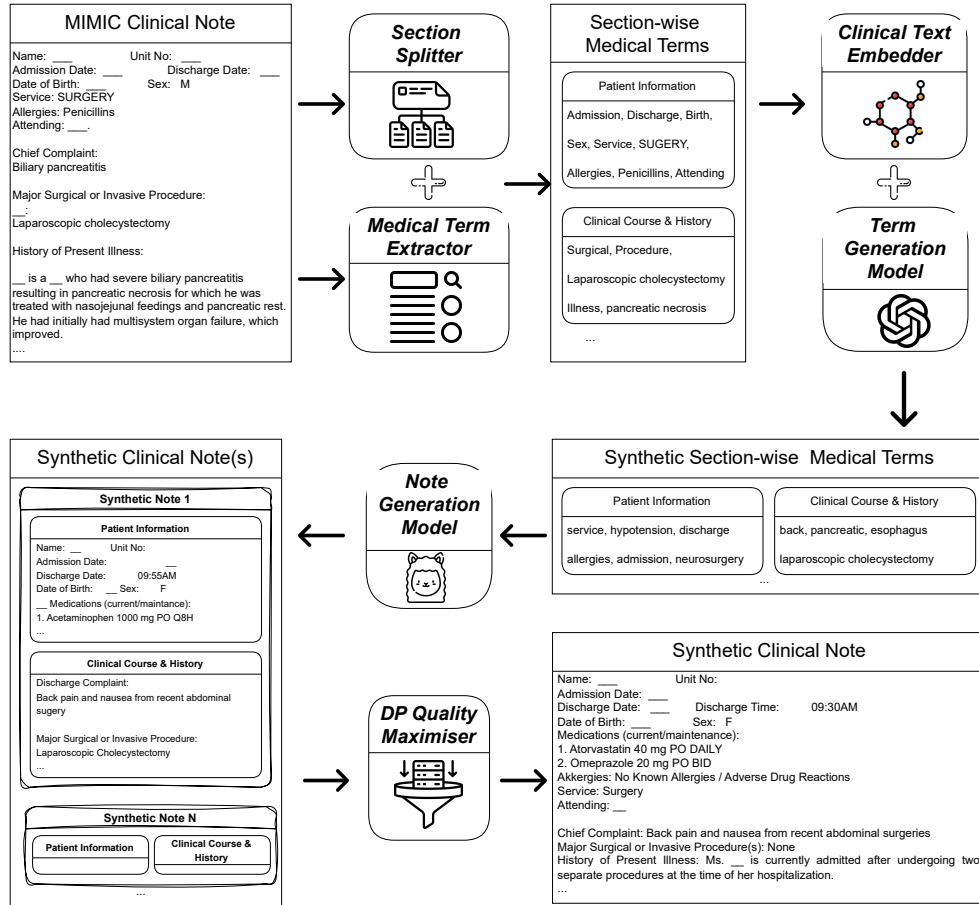 MIMIC Clinical Note
Name: ___ Unit No: ___
Admission Date: ___ Discharge Date: ___
Date of Birth: ___ Sex: M
Service: SURGERY
Allergies: Penicillins
Attending: ___.
Chief Complaint:
Biliary pancreatitis
Major Surgical or Invasive Procedure:
__:
Laparoscopic cholecystectomy
History of Present Illness:
__ is a __ who had severe biliary pancreatitis
resulting in pancreatic necrosis for which he was
treated with nasojejunal feedings and pancreatic rest.
He had initially had multisystem organ failure, which
improved.
....
Section
Splitter
Medical Term
Extractor
Section-wise
Medical Terms
Patient Information
Admission, Discharge, Birth,
Sex, Service, SUGERY,
Allergies, Penicillins, Attending
Clinical Course & History
Surgical, Procedure,
Laparoscopic cholecystectomy
Illness, pancreatic necrosis
...
Clinical Text
Embedder
Term
Generation
Model
Synthetic Section-wise Medical Terms
Patient Information
service, hypotension, discharge
allergies, admission, neurosurgery
Clinical Course & History
back, pancreatic, esophagus
laparoscopic cholecystectomy
...
Note
Generation
Model
Synthetic Clinical Note(s)
Synthetic Note 1
Patient Information
Name: __ Unit No:
Admission Date: __
Discharge Date: 09:55AM
Date of Birth: __ Sex: F
__ Medications (current/maintance):
1. Acetaminophen 1000 mg PO Q8H
...
Clinical Course & History
Discharge Complaint:
Back pain and nausea from recent abdominal
sugery
Major Surgical or Invasive Procedure:
Laparoscopic Cholecystectomy
...
Synthetic Note N
Patient Information
Clinical Course &
History
...
DP Quality
Maximiser
Synthetic Clinical Note
Name: ___ Unit No:
Admission Date: ___
Discharge Date: ___ Discharge Time: 09:30AM
Date of Birth: ___ Sex: F
Medications (current/maintenance):
1. Atorvastatin 40 mg PO DAILY
2. Omeprazole 20 mg PO BID
Akkergies: No Known Allergies / Adverse Drug Reactions
Service: Surgery
Attending: __
Chief Complaint: Back pain and nausea from recent abdominal surgeries
Major Surgical or Invasive Procedure(s): None
History of Present Illness: Ms. __ is currently admitted after undergoing two
separate procedures at the time of her hospitalization.
...